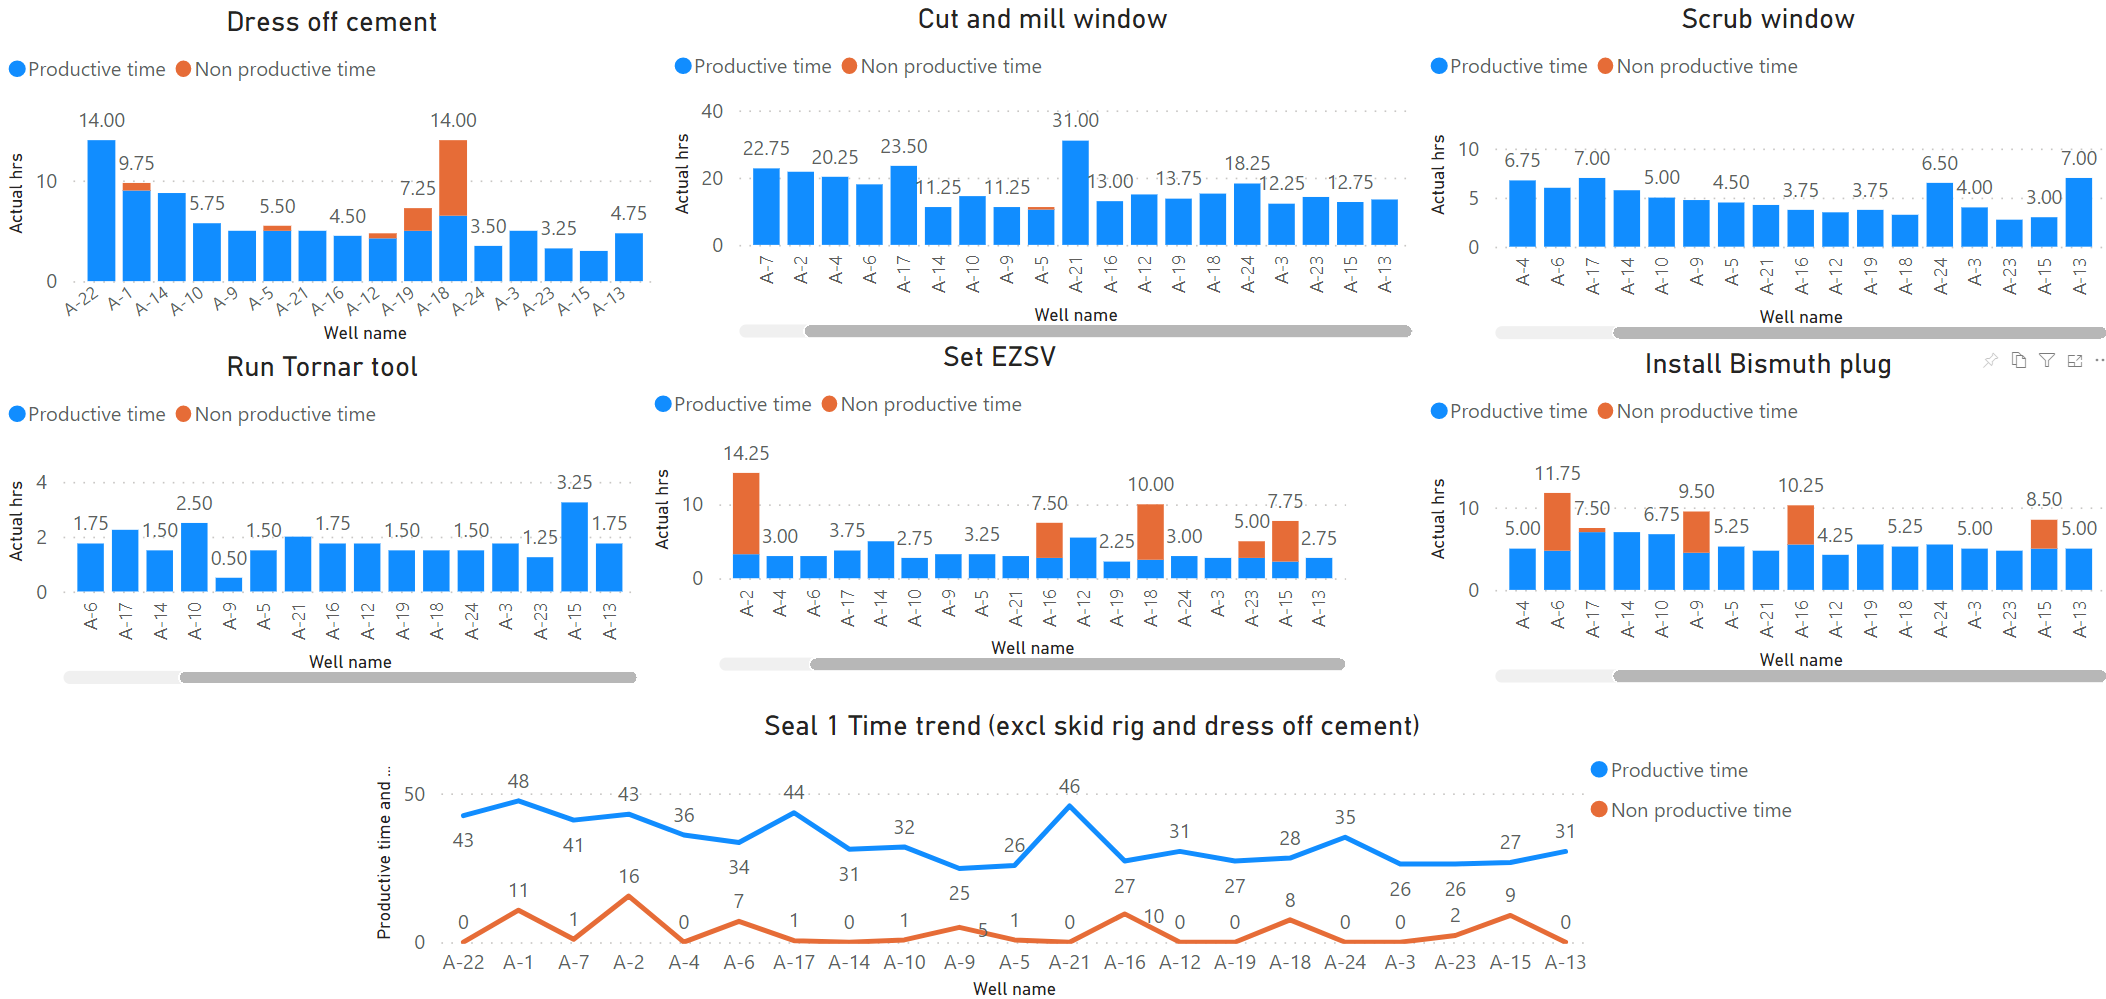 Dress off cement
Productive time Non productive time
Actual hrs
10
0
14.00 9.75 5.75 5.50 4.50 7.25 14.00 3.50 3.25 4.75
A-22 A-1 A-14 A-10 A-9 A-5 A-21 A-16 A-12 A-19 A-18 A-24 A-3 A-23 A-15 A-13
Well name
Cut and mill window
Productive time Non productive time
Actual hrs
40
20
0
22.75 20.25 23.50 11.25 11.25 31.00 13.00 13.75 18.25 12.25 12.75
A-7 A-2 A-4 A-6 A-17 A-14 A-10 A-9 A-5 A-21 A-16 A-12 A-19 A-18 A-24 A-3 A-23 A-15 A-13
Well name
Scrub window
Productive time Non productive time
Actual hrs
10
5
0
6.75 7.00 5.00 4.50 3.75 3.75 6.50 4.00 3.00 7.00
A-4 A-6 A-17 A-14 A-10 A-9 A-5 A-21 A-16 A-12 A-19 A-18 A-24 A-3 A-23 A-15 A-13
Well name
Run Tornar tool
Productive time Non productive time
Actual hrs
4
2
0
1.75 1.50 2.50 0.50 1.50 1.75 1.50 1.50 1.25 3.25 1.75
A-6 A-17 A-14 A-10 A-9 A-5 A-21 A-16 A-12 A-19 A-18 A-24 A-3 A-23 A-15 A-13
Well name
Set EZSV
Productive time Non productive time
Actual hrs
10
0
14.25 3.00 3.75 2.75 3.25 7.50 2.25 10.00 3.00 5.00 7.75 2.75
A-2 A-4 A-6 A-17 A-14 A-10 A-9 A-5 A-21 A-16 A-12 A-19 A-18 A-24 A-3 A-23 A-15 A-13
Well name
Install Bismuth plug
Productive time Non productive time
Actual hrs
10
0
5.00 11.75 7.50 6.75 9.50 5.25 10.25 4.25 5.25 5.00 8.50 5.00
A-4 A-6 A-17 A-14 A-10 A-9 A-5 A-21 A-16 A-12 A-19 A-18 A-24 A-3 A-23 A-15 A-13
Well name
Seal 1 Time trend (excl skid rig and dress off cement)
Productive time
Non productive time
Productive time and ...
50
0
43 48 41 43 36 34 44 31 32 25 26 46 27 31 27 28 35 26 26 27 31
0 11 1 16 0 7 1 0 1 5 1 0 10 0 0 8 0 0 2 9 0
A-22 A-1 A-7 A-2 A-4 A-6 A-17 A-14 A-10 A-9 A-5 A-21 A-16 A-12 A-19 A-18 A-24 A-3 A-23 A-15 A-13
Well name